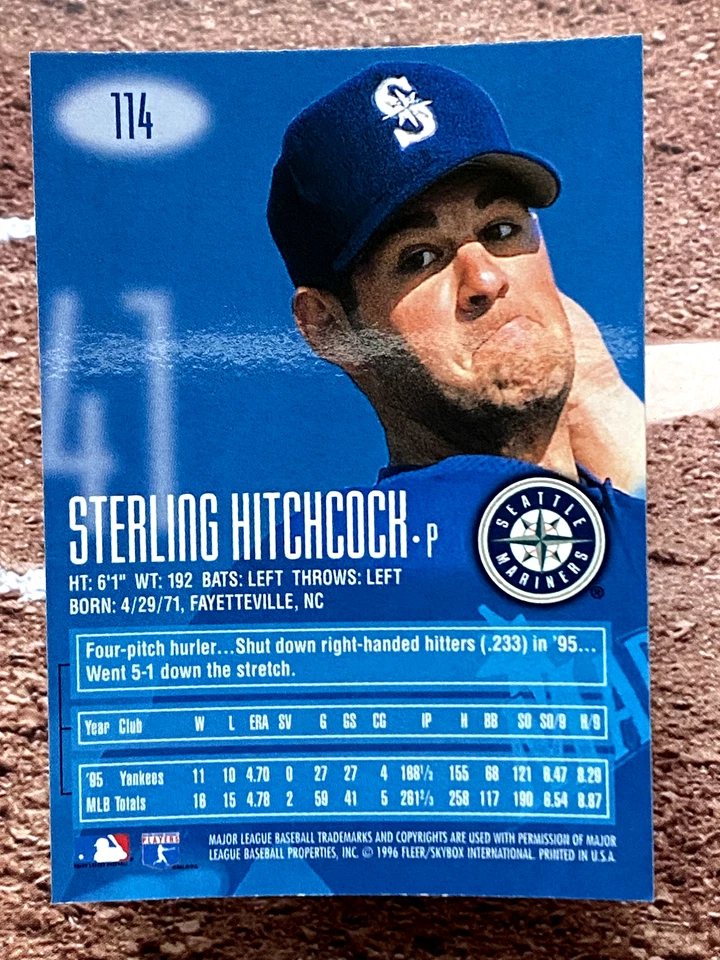 114
S
41
STERLING HITCHCOCK • P
SEATTLE MARINERS ®
HT: 6'1" WT: 192 BATS: LEFT THROWS: LEFT
BORN: 4/29/71, FAYETTEVILLE, NC
Four-pitch hurler...Shut down right-handed hitters (.233) in '95...
Went 5-1 down the stretch.
Year Club W L ERA SV G GS CG IP H BB SO SO/9 H/9
'95 Yankees 11 10 4.70 0 27 27 4 168⅓ 155 68 121 6.47 8.29
MLB Totals 16 15 4.78 2 59 41 5 261⅔ 258 117 190 6.54 8.87
PLAYERS
MAJOR LEAGUE BASEBALL TRADEMARKS AND COPYRIGHTS ARE USED WITH PERMISSION OF MAJOR
LEAGUE BASEBALL PROPERTIES, INC. © 1996 FLEER/SKYBOX INTERNATIONAL. PRINTED IN U.S.A.